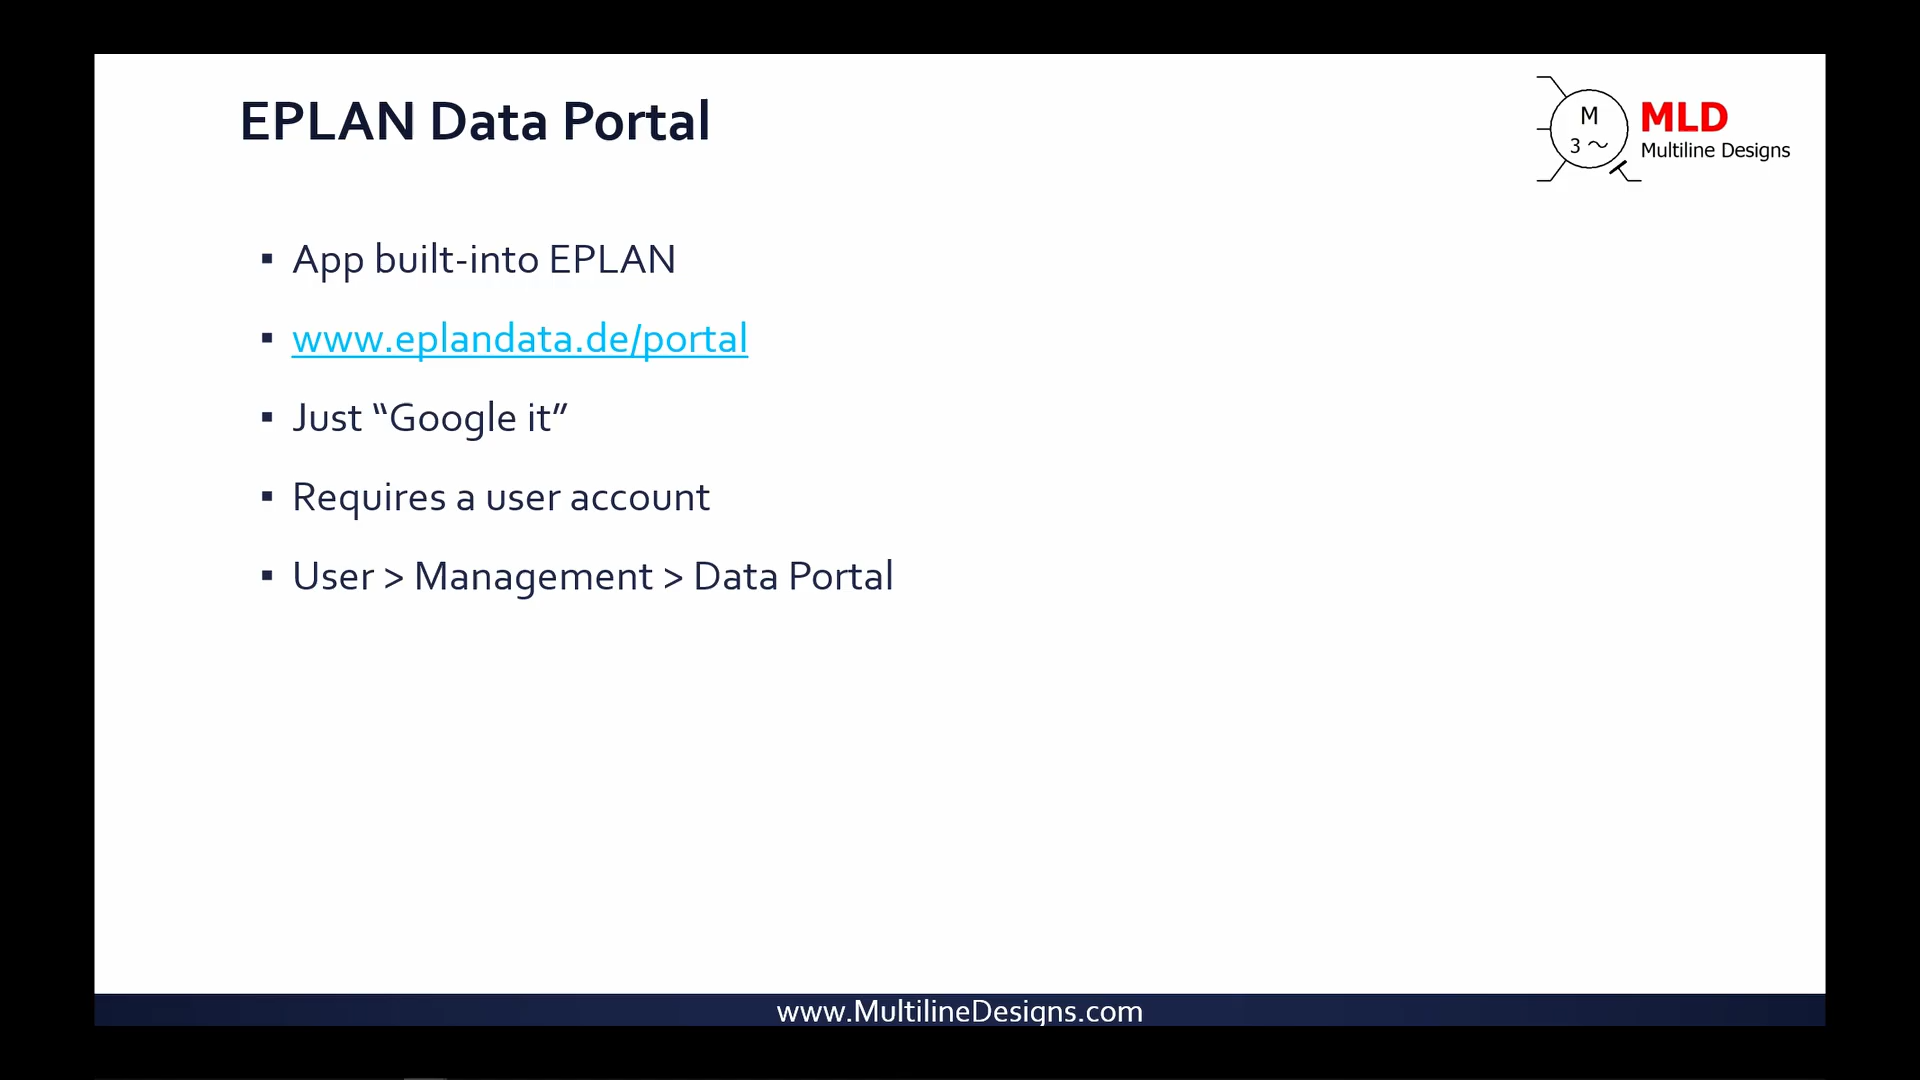 EPLAN Data Portal
M
3 ~
MLD
Multiline Designs
▪ App built-into EPLAN
▪ www.eplandata.de/portal
▪ Just “Google it”
▪ Requires a user account
▪ User > Management > Data Portal
www.MultilineDesigns.com